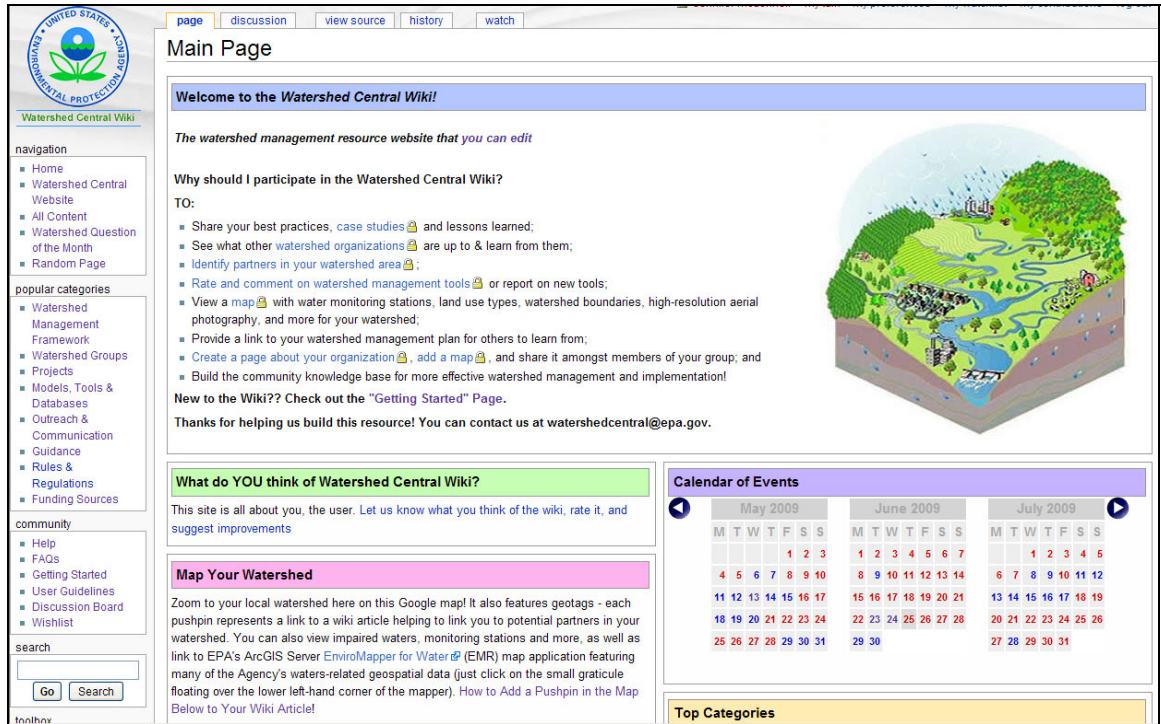 page discussion view source history watch
Main Page
UNITED STATES ENVIRONMENTAL PROTECTION AGENCY
Watershed Central Wiki
navigation
Home
Watershed Central
Website
All Content
Watershed Question
of the Month
Random Page
popular categories
Watershed
Management
Framework
Watershed Groups
Projects
Models, Tools &
Databases
Outreach &
Communication
Guidance
Rules &
Regulations
Funding Sources
community
Help
FAQs
Getting Started
User Guidelines
Discussion Board
Wishlist
search
Go Search
toolbox
Welcome to the Watershed Central Wiki!
The watershed management resource website that you can edit
Why should I participate in the Watershed Central Wiki?
TO:
Share your best practices, case studies and lessons learned;
See what other watershed organizations are up to & learn from them;
Identify partners in your watershed area ;
Rate and comment on watershed management tools or report on new tools;
View a map with water monitoring stations, land use types, watershed boundaries, high-resolution aerial
photography, and more for your watershed;
Provide a link to your watershed management plan for others to learn from;
Create a page about your organization , add a map , and share it amongst members of your group; and
Build the community knowledge base for more effective watershed management and implementation!
New to the Wiki?? Check out the "Getting Started" Page.
Thanks for helping us build this resource! You can contact us at watershedcentral@epa.gov.
What do YOU think of Watershed Central Wiki?
This site is all about you, the user. Let us know what you think of the wiki, rate it, and
suggest improvements
Map Your Watershed
Zoom to your local watershed here on this Google map! It also features geotags - each
pushpin represents a link to a wiki article helping to link you to potential partners in your
watershed. You can also view impaired waters, monitoring stations and more, as well as
link to EPA's ArcGIS Server EnviroMapper for Water (EMR) map application featuring
many of the Agency's waters-related geospatial data (just click on the small graticule
floating over the lower left-hand corner of the mapper). How to Add a Pushpin in the Map
Below to Your Wiki Article!
Calendar of Events
May 2009
M T W T F S S
1 2 3
4 5 6 7 8 9 10
11 12 13 14 15 16 17
18 19 20 21 22 23 24
25 26 27 28 29 30 31
June 2009
M T W T F S S
1 2 3 4 5 6 7
8 9 10 11 12 13 14
15 16 17 18 19 20 21
22 23 24 25 26 27 28
29 30
July 2009
M T W T F S S
1 2 3 4 5
6 7 8 9 10 11 12
13 14 15 16 17 18 19
20 21 22 23 24 25 26
27 28 29 30 31
Top Categories